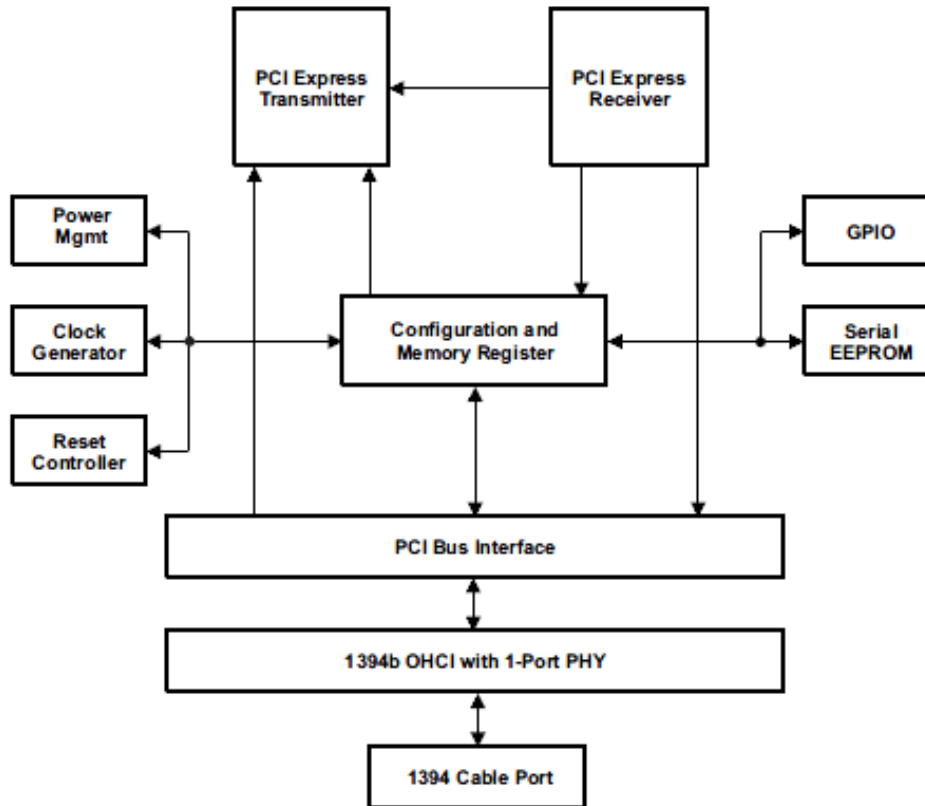 PCI Express
Transmitter
PCI Express
Receiver
Power
Mgmt
GPIO
Clock
Generator
Configuration and
Memory Register
Serial
EEPROM
Reset
Controller
PCI Bus Interface
1394b OHCI with 1-Port PHY
1394 Cable Port